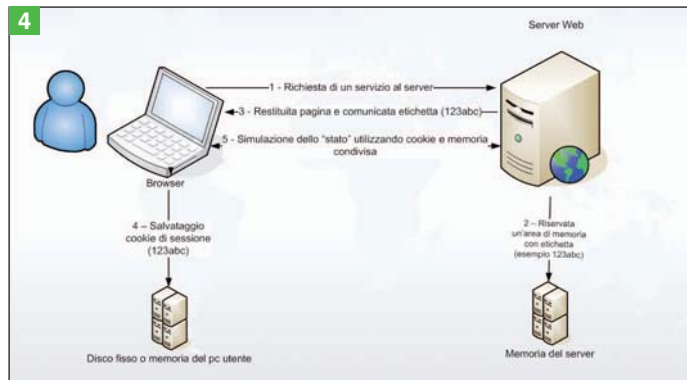 4
Server Web
1 - Richiesta di un servizio al server
3 - Restituita pagina e comunicata etichetta (123abc)
5 - Simulazione dello "stato" utilizzando cookie e memoria
condivisa
Browser
4 – Salvataggio
cookie di sessione
(123abc)
2 – Riservata
un'area di memoria
con etichetta
(esempio 123abc)
Disco fisso o memoria del pc utente
Memoria del server